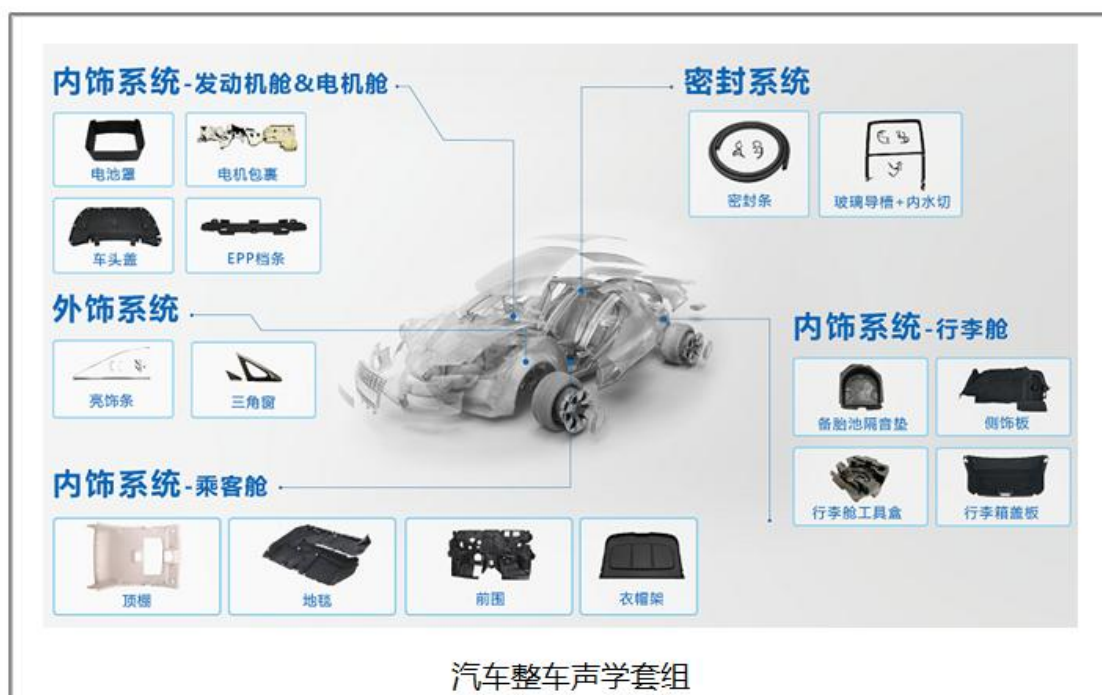 内饰系统-发动机舱&电机舱
电池罩
电机包裹
车头盖
EPP档条
外饰系统
亮饰条
三角窗
内饰系统-乘客舱
顶棚
地毯
前围
衣帽架
密封系统
密封条
玻璃导槽+内水切
内饰系统-行李舱
备胎池隔音垫
侧饰板
行李舱工具盒
行李箱盖板
汽车整车声学套组